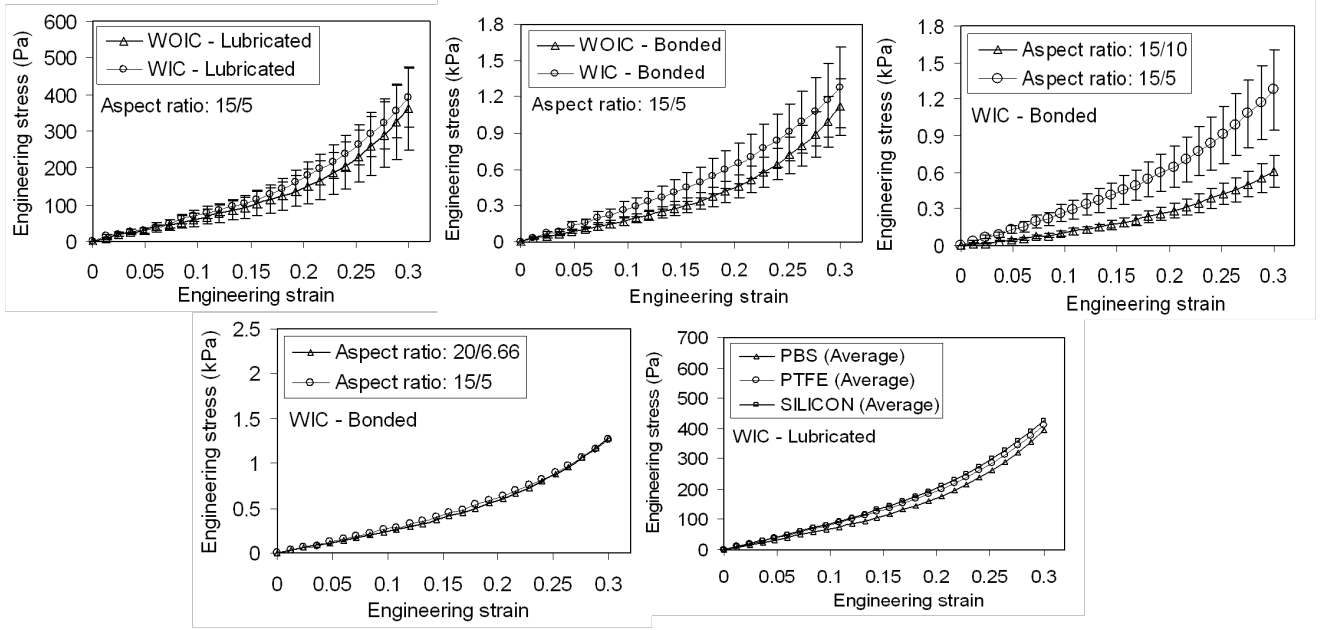 600
500
400
300
200
100
0
Engineering stress (Pa)
WOIC - Lubricated
WIC - Lubricated
Aspect ratio: 15/5
0 0.05 0.1 0.15 0.2 0.25 0.3
Engineering strain
1.8
1.5
1.2
0.9
0.6
0.3
0
Engineering stress (kPa)
WOIC - Bonded
WIC - Bonded
Aspect ratio: 15/5
0 0.05 0.1 0.15 0.2 0.25 0.3
Engineering strain
1.8
1.5
1.2
0.9
0.6
0.3
0
Engineering stress (kPa)
Aspect ratio: 15/10
Aspect ratio: 15/5
WIC - Bonded
0 0.05 0.1 0.15 0.2 0.25 0.3
Engineering strain
2.5
2
1.5
1
0.5
0
Engineering stress (kPa)
Aspect ratio: 20/6.66
Aspect ratio: 15/5
WIC - Bonded
0 0.05 0.1 0.15 0.2 0.25 0.3
Engineering strain
700
600
500
400
300
200
100
0
Engineering stress (Pa)
PBS (Average)
PTFE (Average)
SILICON (Average)
WIC - Lubricated
0 0.05 0.1 0.15 0.2 0.25 0.3
Engineering strain